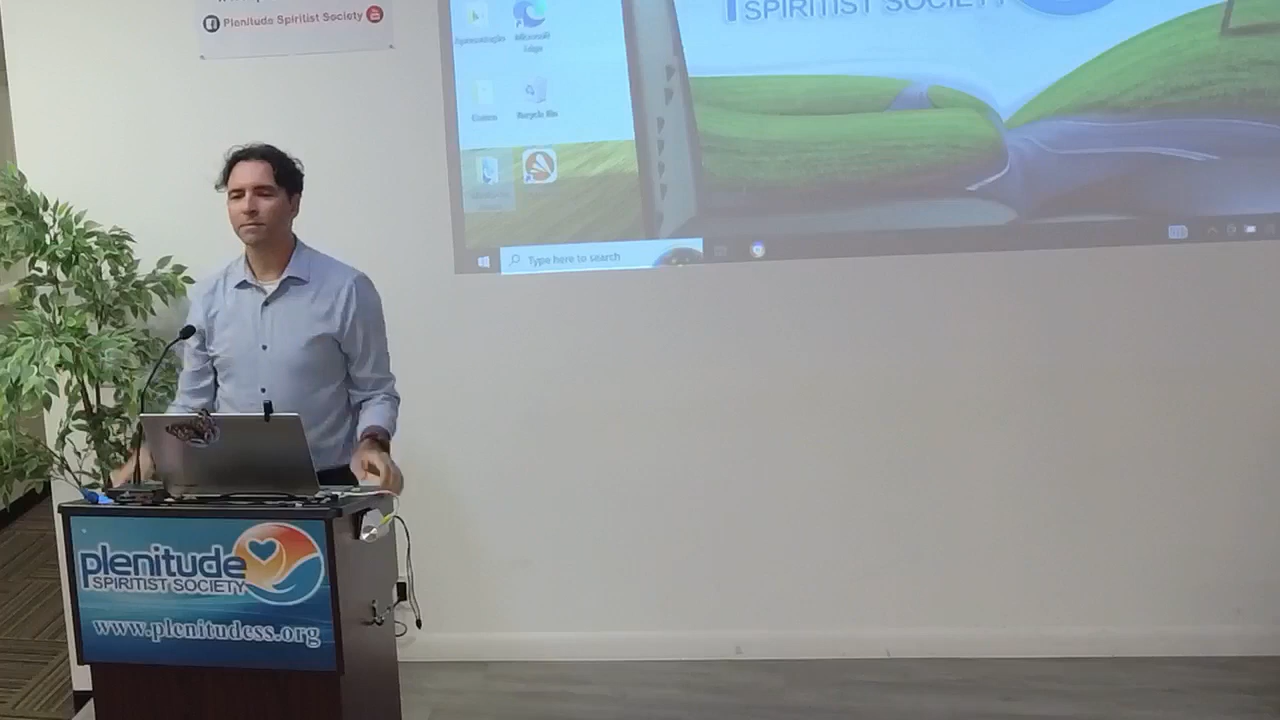 Plenitude Spiritist Society
SPIRITIST SOCIETY
Apresentação
Microsoft
Edge
Recycle Bin
Type here to search
plenitude
SPIRITIST SOCIETY
www.plenitudess.org